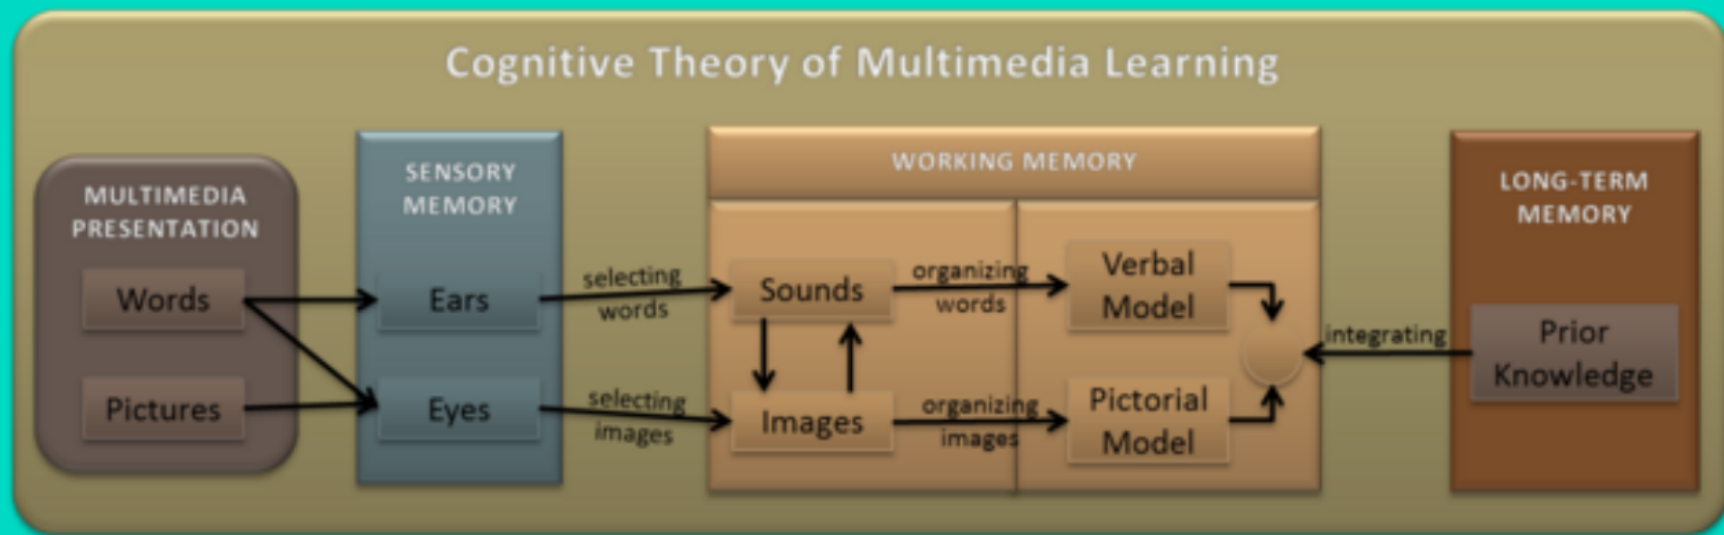 Cognitive Theory of Multimedia Learning
MULTIMEDIA
PRESENTATION
Words
Pictures
SENSORY
MEMORY
Ears
Eyes
selecting
words
selecting
images
WORKING MEMORY
Sounds
Images
organizing
words
organizing
images
Verbal
Model
Pictorial
Model
integrating
LONG-TERM
MEMORY
Prior
Knowledge